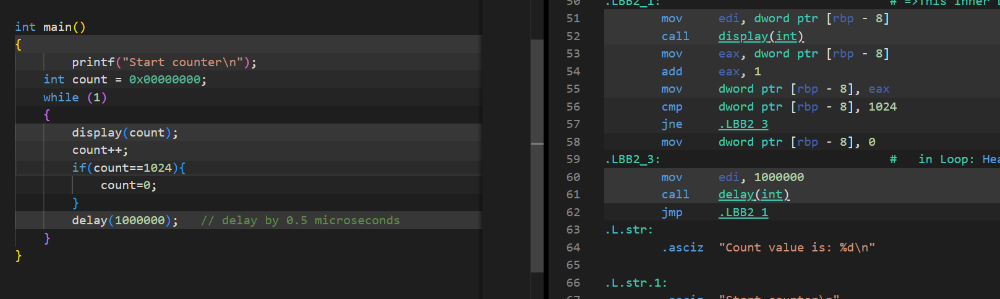 int main()
{
printf("Start counter\n");
int count = 0x00000000;
while (1)
{
display(count);
count++;
if(count==1024){
count=0;
}
delay(1000000);   // delay by 0.5 microseconds
}
}
50 .LBB2_1: # =>This Inner
51 mov edi, dword ptr [rbp - 8]
52 call display(int)
53 mov eax, dword ptr [rbp - 8]
54 add eax, 1
55 mov dword ptr [rbp - 8], eax
56 cmp dword ptr [rbp - 8], 1024
57 jne .LBB2_3
58 mov dword ptr [rbp - 8], 0
59 .LBB2_3: # in Loop: Hea
60 mov edi, 1000000
61 call delay(int)
62 jmp .LBB2_1
63 .L.str:
64 .asciz "Count value is: %d\n"
65
66 .L.str.1:
67 .asciz "Start counter\n"